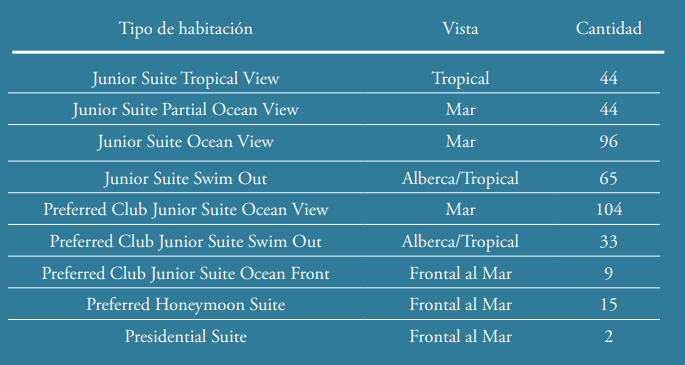 Tipo de habitación Vista Cantidad
Junior Suite Tropical View Tropical 44
Junior Suite Partial Ocean View Mar 44
Junior Suite Ocean View Mar 96
Junior Suite Swim Out Alberca/Tropical 65
Preferred Club Junior Suite Ocean View Mar 104
Preferred Club Junior Suite Swim Out Alberca/Tropical 33
Preferred Club Junior Suite Ocean Front Frontal al Mar 9
Preferred Honeymoon Suite Frontal al Mar 15
Presidential Suite Frontal al Mar 2